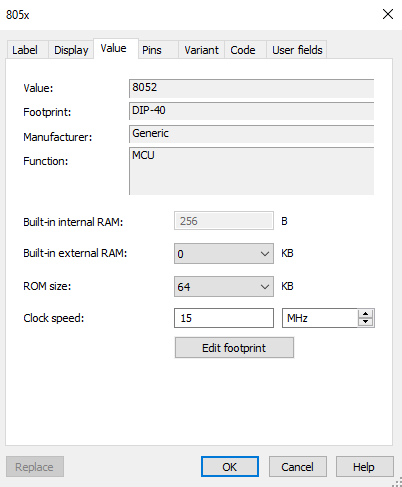 805x
Label Display Value Pins Variant Code User fields
Value: 8052
Footprint: DIP-40
Manufacturer: Generic
Function: MCU
Built-in internal RAM: 256 B
Built-in external RAM: 0 KB
ROM size: 64 KB
Clock speed: 15 MHz
Edit footprint
Replace OK Cancel Help